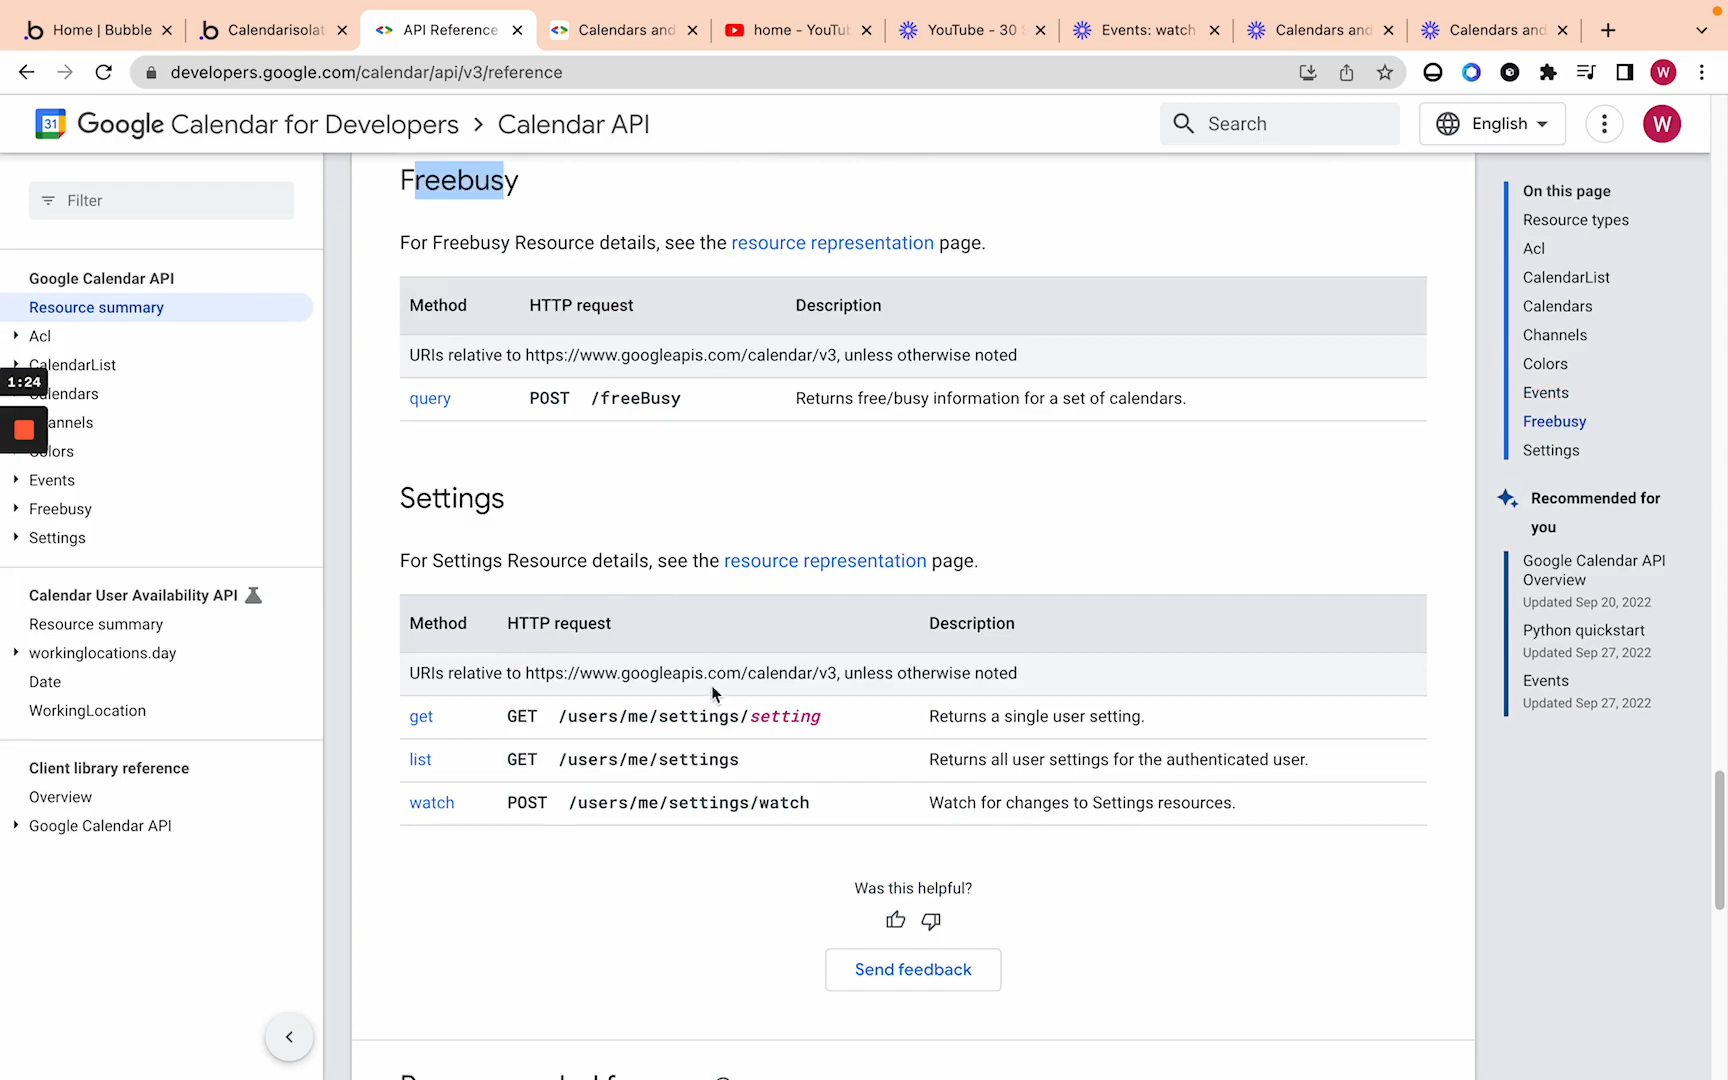 Home | Bubble
Calendarisolat
API Reference
Calendars and
home - YouTu
YouTube - 30
Events: watch
Calendars and
Calendars and
developers.google.com/calendar/api/v3/reference
W
31 Google Calendar for Developers > Calendar API
Search
English
W
Filter
Google Calendar API
Resource summary
Acl
CalendarList
1:24
alendars
annels
olors
Events
Freebusy
Settings
Calendar User Availability API
Resource summary
workinglocations.day
Date
WorkingLocation
Client library reference
Overview
Google Calendar API
Freebusy
For Freebusy Resource details, see the resource representation page.
Method HTTP request Description
URIs relative to https://www.googleapis.com/calendar/v3, unless otherwise noted
query POST /freeBusy Returns free/busy information for a set of calendars.
Settings
For Settings Resource details, see the resource representation page.
Method HTTP request Description
URIs relative to https://www.googleapis.com/calendar/v3, unless otherwise noted
get GET /users/me/settings/setting Returns a single user setting.
list GET /users/me/settings Returns all user settings for the authenticated user.
watch POST /users/me/settings/watch Watch for changes to Settings resources.
Was this helpful?
Send feedback
On this page
Resource types
Acl
CalendarList
Calendars
Channels
Colors
Events
Freebusy
Settings
Recommended for
you
Google Calendar API
Overview
Updated Sep 20, 2022
Python quickstart
Updated Sep 27, 2022
Events
Updated Sep 27, 2022